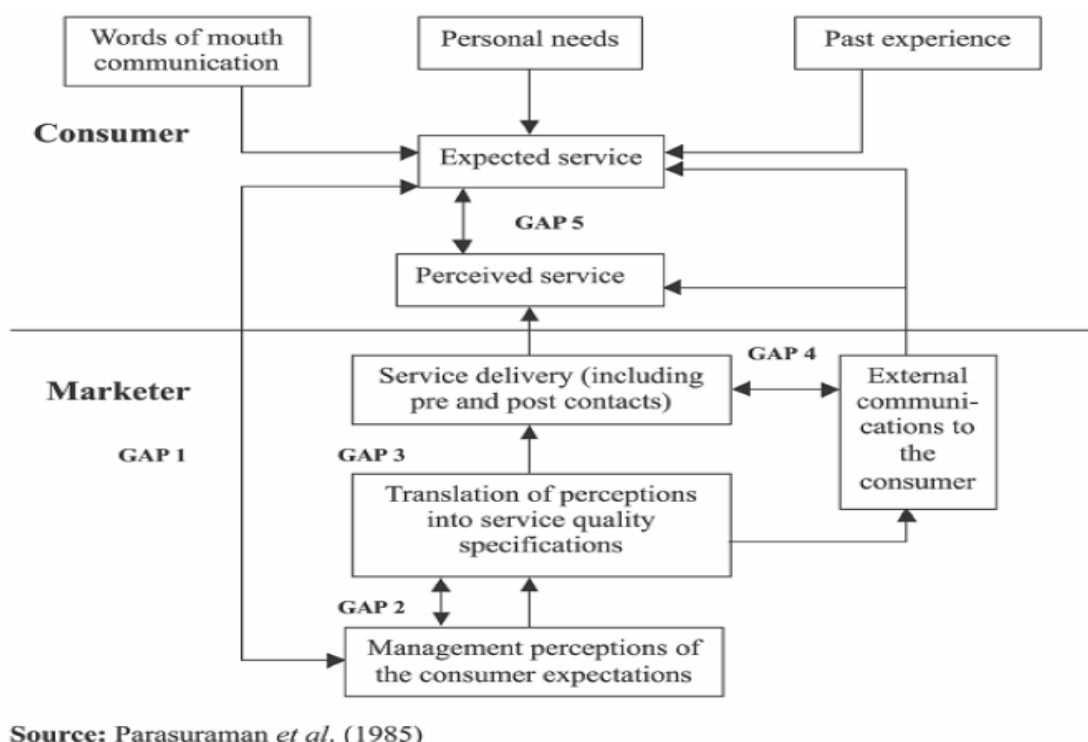 Words of mouth
communication
Personal needs
Past experience
Consumer
Expected service
GAP 5
Perceived service
Marketer
Service delivery (including
pre and post contacts)
GAP 4
External
communi-
cations to
the
consumer
GAP 1
GAP 3
Translation of perceptions
into service quality
specifications
GAP 2
Management perceptions of
the consumer expectations
Source: Parasuraman et al. (1985)